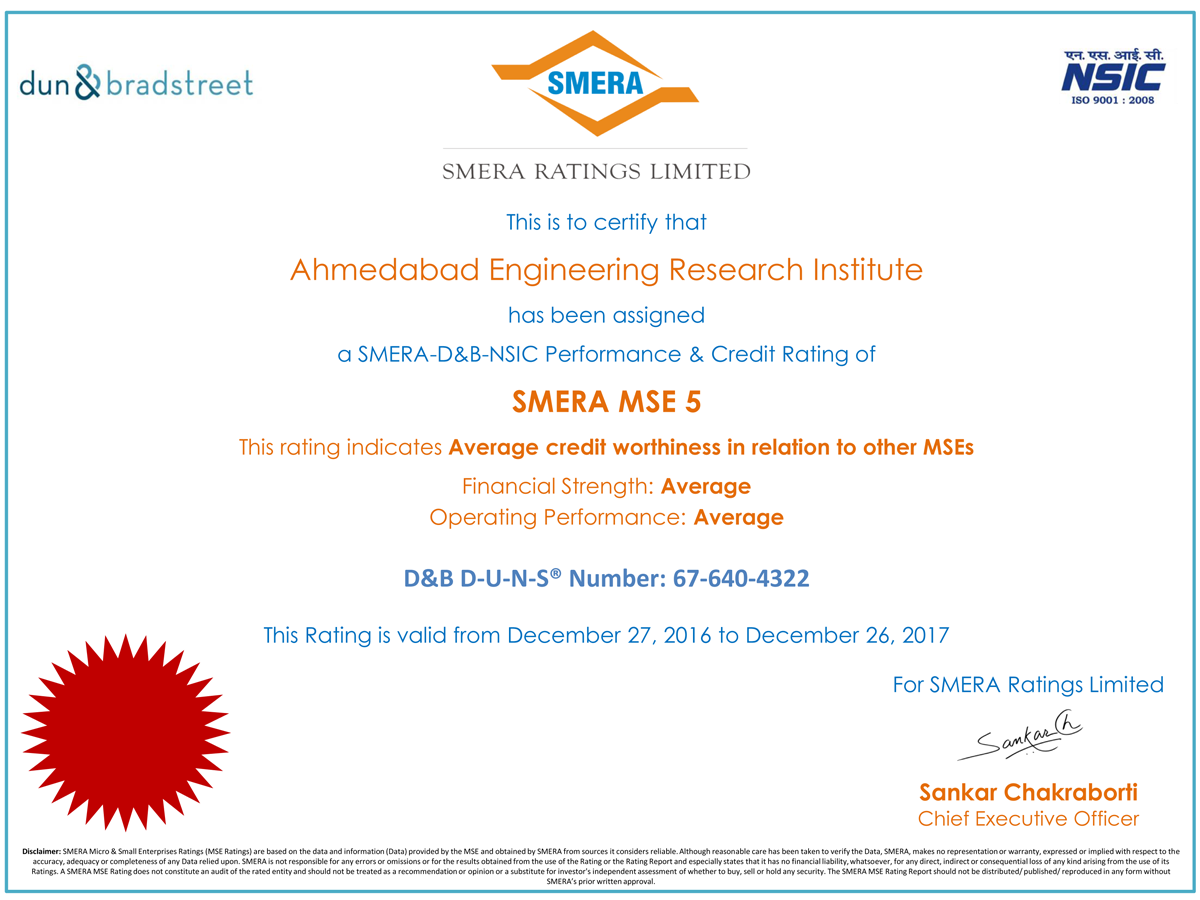 dun&bradstreet
SMERA
एन. एस. आई. सी.
NSIC
ISO 9001 : 2008
SMERA RATINGS LIMITED
This is to certify that
Ahmedabad Engineering Research Institute
has been assigned
a SMERA-D&B-NSIC Performance & Credit Rating of
SMERA MSE 5
This rating indicates Average credit worthiness in relation to other MSEs
Financial Strength: Average
Operating Performance: Average
D&B D-U-N-S® Number: 67-640-4322
This Rating is valid from December 27, 2016 to December 26, 2017
For SMERA Ratings Limited
Sankar Ch
Sankar Chakraborti
Chief Executive Officer
Disclaimer: SMERA Micro & Small Enterprises Ratings (MSE Ratings) are based on the data and information (Data) provided by the MSE and obtained by SMERA from sources it considers reliable. Although reasonable care has been taken to verify the Data, SMERA, makes no representation or warranty, expressed or implied with respect to the
accuracy, adequacy or completeness of any Data relied upon. SMERA is not responsible for any errors or omissions or for the results obtained from the use of the Rating or the Rating Report and especially states that it has no financial liability, whatsoever, for any direct, indirect or consequential loss of any kind arising from the use of its
Ratings. A SMERA MSE Rating does not constitute an audit of the rated entity and should not be treated as a recommendation or opinion or a substitute for investor's independent assessment of whether to buy, sell or hold any security. The SMERA MSE Rating Report should not be distributed/ published/ reproduced in any form without
SMERA's prior written approval.